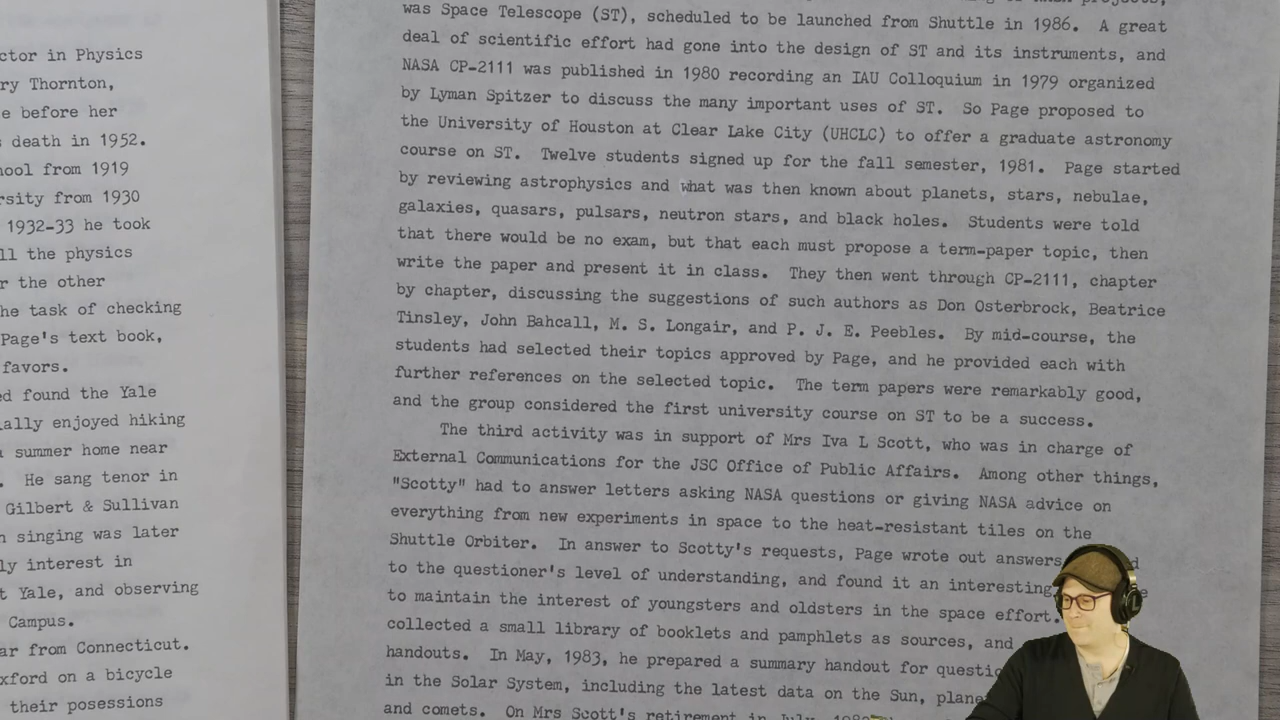 ctor in Physics
ry Thornton,
e before her
death in 1952.
ool from 1919
rsity from 1930
1932-33 he took
ll the physics
r the other
he task of checking
Page's text book,
favors.
ed found the Yale
ially enjoyed hiking
summer home near
. He sang tenor in
Gilbert & Sullivan
n singing was later
ly interest in
t Yale, and observing
Campus.
ar from Connecticut.
xford on a bicycle
their posessions
was Space Telescope (ST), scheduled to be launched from Shuttle in 1986. A great
deal of scientific effort had gone into the design of ST and its instruments, and
NASA CP-2111 was published in 1980 recording an IAU Colloquium in 1979 organized
by Lyman Spitzer to discuss the many important uses of ST. So Page proposed to
the University of Houston at Clear Lake City (UHCLC) to offer a graduate astronomy
course on ST. Twelve students signed up for the fall semester, 1981. Page started
by reviewing astrophysics and what was then known about planets, stars, nebulae,
galaxies, quasars, pulsars, neutron stars, and black holes. Students were told
that there would be no exam, but that each must propose a term-paper topic, then
write the paper and present it in class. They then went through CP-2111, chapter
by chapter, discussing the suggestions of such authors as Don Osterbrock, Beatrice
Tinsley, John Bahcall, M. S. Longair, and P. J. E. Peebles. By mid-course, the
students had selected their topics approved by Page, and he provided each with
further references on the selected topic. The term papers were remarkably good,
and the group considered the first university course on ST to be a success.
The third activity was in support of Mrs Iva L Scott, who was in charge of
External Communications for the JSC Office of Public Affairs. Among other things,
"Scotty" had to answer letters asking NASA questions or giving NASA advice on
everything from new experiments in space to the heat-resistant tiles on the
Shuttle Orbiter. In answer to Scotty's requests, Page wrote out answers
to the questioner's level of understanding, and found it an interesting
to maintain the interest of youngsters and oldsters in the space effort.
collected a small library of booklets and pamphlets as sources, and
handouts. In May, 1983, he prepared a summary handout for questio
in the Solar System, including the latest data on the Sun, plane
and comets. On Mrs Scott's retirement in July,